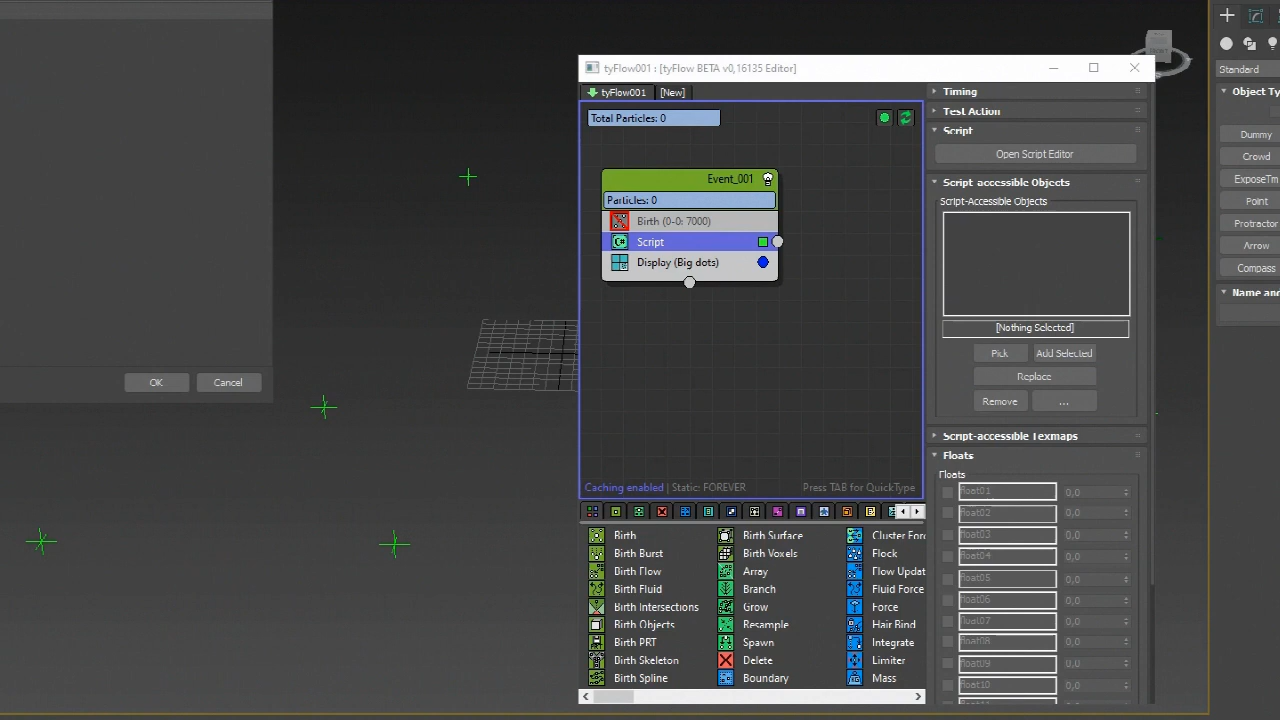 OK
Cancel
tyFlow001 : [tyFlow BETA v0,16135 Editor]
tyFlow001
[New]
Total Particles: 0
Event_001
Particles: 0
Birth (0-0: 7000)
C#
Script
Display (Big dots)
Caching enabled | Static: FOREVER
Press TAB for QuickType
Birth
Birth Burst
Birth Flow
Birth Fluid
Birth Intersections
Birth Objects
Birth PRT
Birth Skeleton
Birth Spline
Birth Surface
Birth Voxels
Array
Branch
Grow
Resample
Spawn
Delete
Boundary
Cluster Forc
Flock
Flow Updat
Fluid Force
Force
Hair Bind
Integrate
Limiter
Mass
Timing
Test Action
Script
Open Script Editor
Script-accessible Objects
Script-Accessible Objects
[Nothing Selected]
Pick
Add Selected
Replace
Remove
...
Script-accessible Texmaps
Floats
Floats
float01 0,0
float02 0,0
float03 0,0
float04 0,0
float05 0,0
float06 0,0
float07 0,0
float08 0,0
float09 0,0
float10 0,0
Standard
Object Ty
Dummy
Crowd
ExposeTm
Point
Protractor
Arrow
Compass
Name and